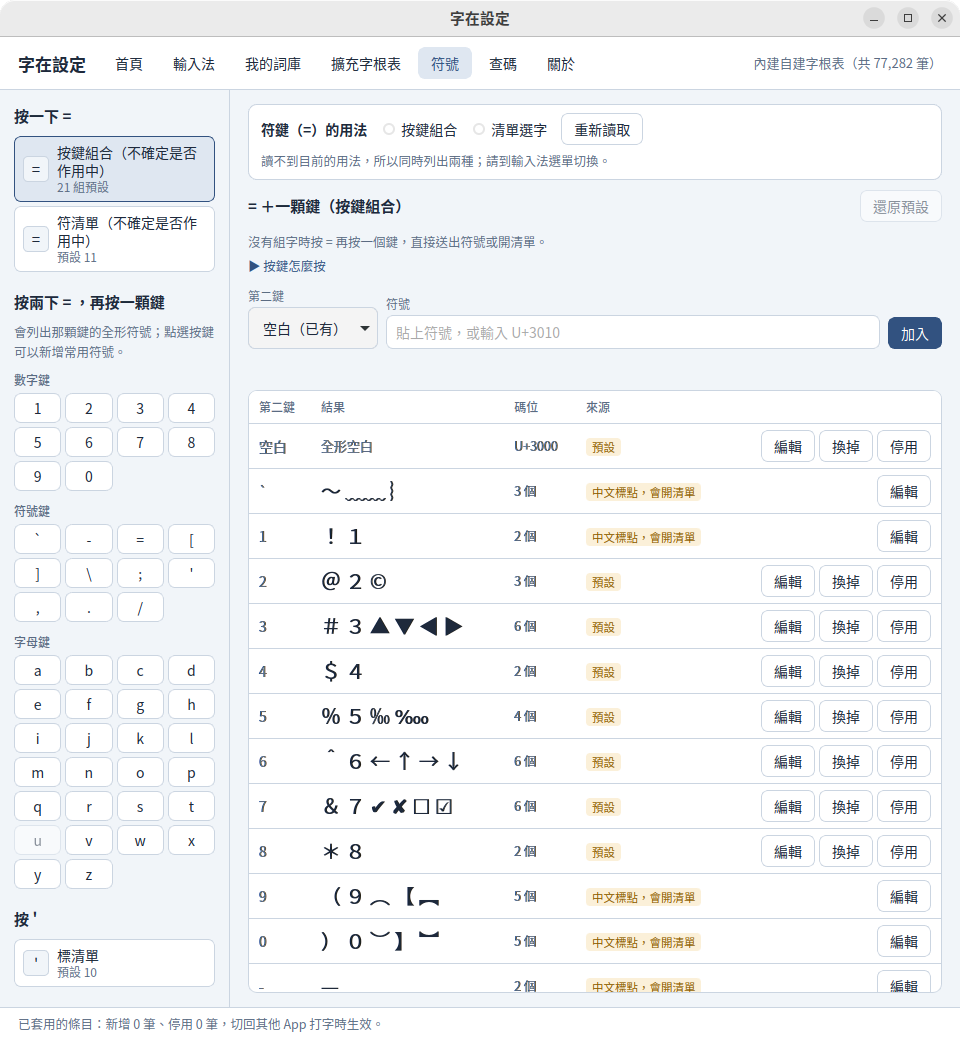 字在設定
字在設定 首頁 輸入法 我的詞庫 擴充字根表 符號 查碼 關於 內建自建字根表（共 77,282 筆）
按一下 =
= 按鍵組合（不確定是否作用中）
21 組預設
= 符清單（不確定是否作用中）
預設 11
按兩下 = ，再按一顆鍵
會列出那顆鍵的全形符號；點選按鍵
可以新增常用符號。
數字鍵
1 2 3 4
5 6 7 8
9 0
符號鍵
` - = [
] \ ; '
, . /
字母鍵
a b c d
e f g h
i j k l
m n o p
q r s t
u v w x
y z
按 '
' 標清單
預設 10
符鍵（=）的用法 按鍵組合 清單選字 重新讀取
讀不到目前的用法，所以同時列出兩種；請到輸入法選單切換。
= ＋一顆鍵（按鍵組合） 還原預設
沒有組字時按 = 再按一個鍵，直接送出符號或開清單。
▶ 按鍵怎麼按
第二鍵 符號
空白（已有） 貼上符號，或輸入 U+3010 加入
第二鍵 結果 碼位 來源
空白 全形空白 U+3000 預設 編輯 換掉 停用
` ～﹏︴ 3 個 中文標點，會開清單 編輯
1 ！１ 2 個 中文標點，會開清單 編輯
2 ＠２© 3 個 預設 編輯 換掉 停用
3 ＃３▲▼◀▶ 6 個 預設 編輯 換掉 停用
4 ＄４ 2 個 預設 編輯 換掉 停用
5 ％５‰‱ 4 個 預設 編輯 換掉 停用
6 ＾６←↑→↓ 6 個 預設 編輯 換掉 停用
7 ＆７✔✘☐☑ 6 個 預設 編輯 換掉 停用
8 ＊８ 2 個 預設 編輯 換掉 停用
9 （９︵【︻ 5 個 中文標點，會開清單 編輯
0 ）０︶】︼ 5 個 中文標點，會開清單 編輯
- — 2 個 中文標點，會開清單 編輯
已套用的條目：新增 0 筆、停用 0 筆，切回其他 App 打字時生效。